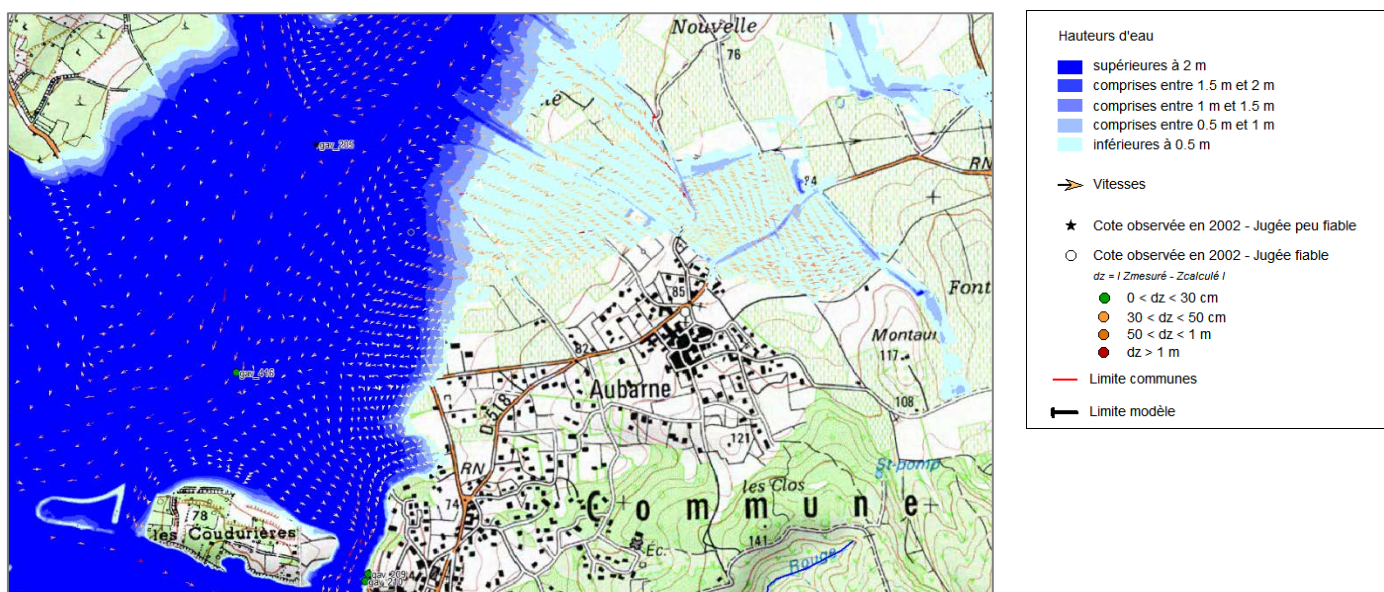 Nouvelle
76
gav_205
RN
24
85
Font
Montau
117
82
gav_416
Aubarne
D 518
108
121
St-pomp
RN
les Clos
74
Commune
78
les Coudurières
141
Éc.
Rouge
gav_209
gav_210
Hauteurs d'eau
supérieures à 2 m
comprises entre 1.5 m et 2 m
comprises entre 1 m et 1.5 m
comprises entre 0.5 m et 1 m
inférieures à 0.5 m
Vitesses
Cote observée en 2002 - Jugée peu fiable
Cote observée en 2002 - Jugée fiable
dz = I Zmesuré - Zcalculé I
0 < dz < 30 cm
30 < dz < 50 cm
50 < dz < 1 m
dz > 1 m
Limite communes
Limite modèle